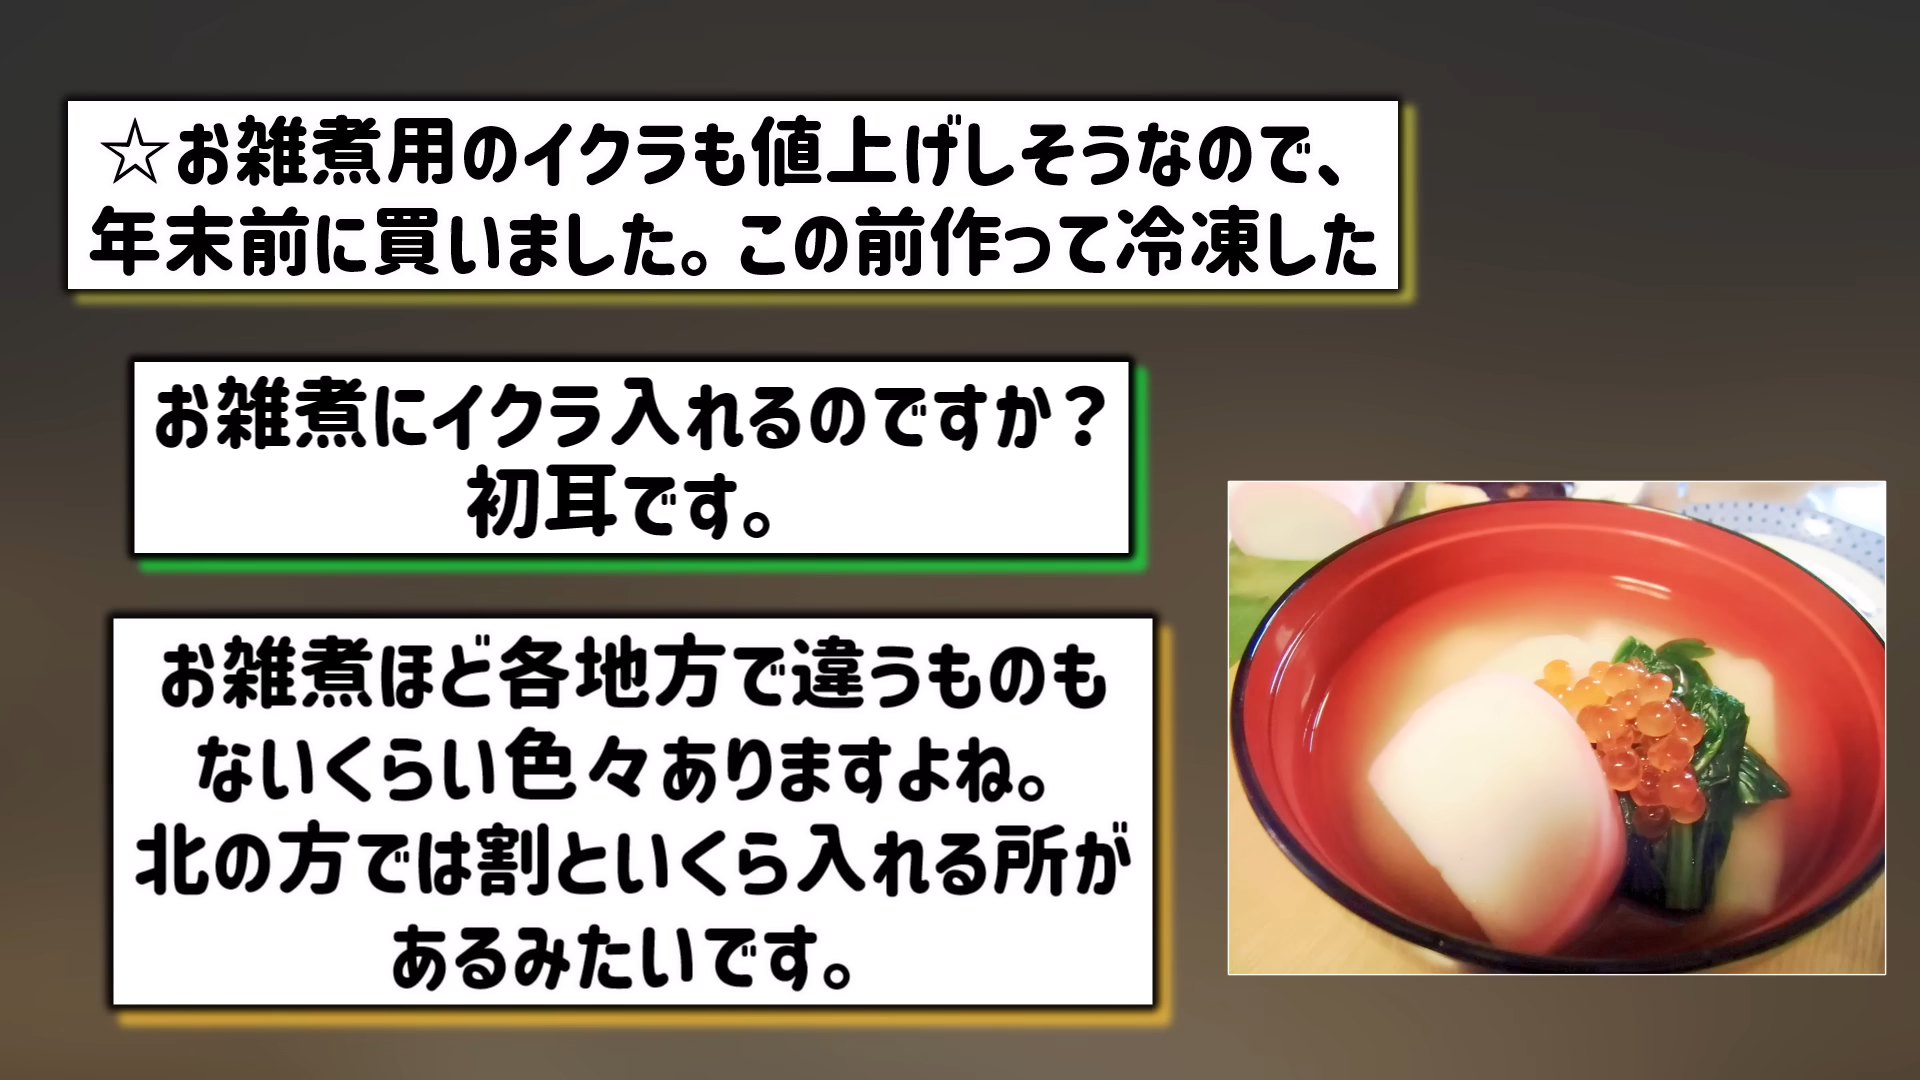 ☆お雑煮用のイクラも値上げしそうなので、
年末前に買いました。この前作って冷凍した
お雑煮にイクラ入れるのですか？
初耳です。
お雑煮ほど各地方で違うものも
ないくらい色々ありますよね。
北の方では割といくら入れる所が
あるみたいです。